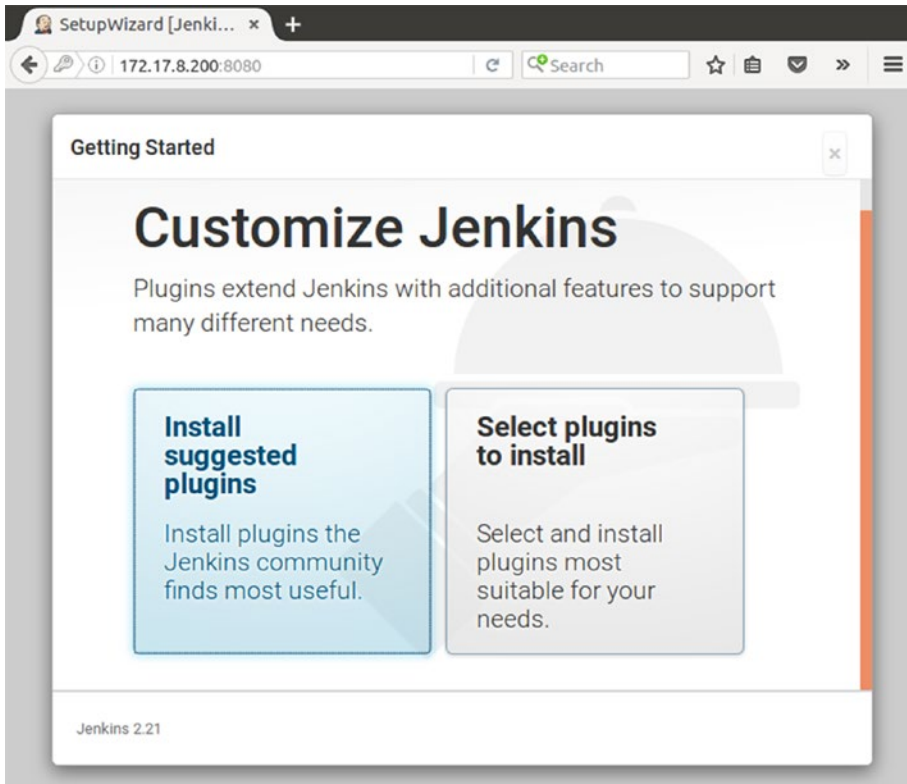 SetupWizard [Jenki... ×
172.17.8.200:8080
Search
Getting Started
Customize Jenkins
Plugins extend Jenkins with additional features to support
many different needs.
Install
suggested
plugins
Install plugins the
Jenkins community
finds most useful.
Select plugins
to install
Select and install
plugins most
suitable for your
needs.
Jenkins 2.21